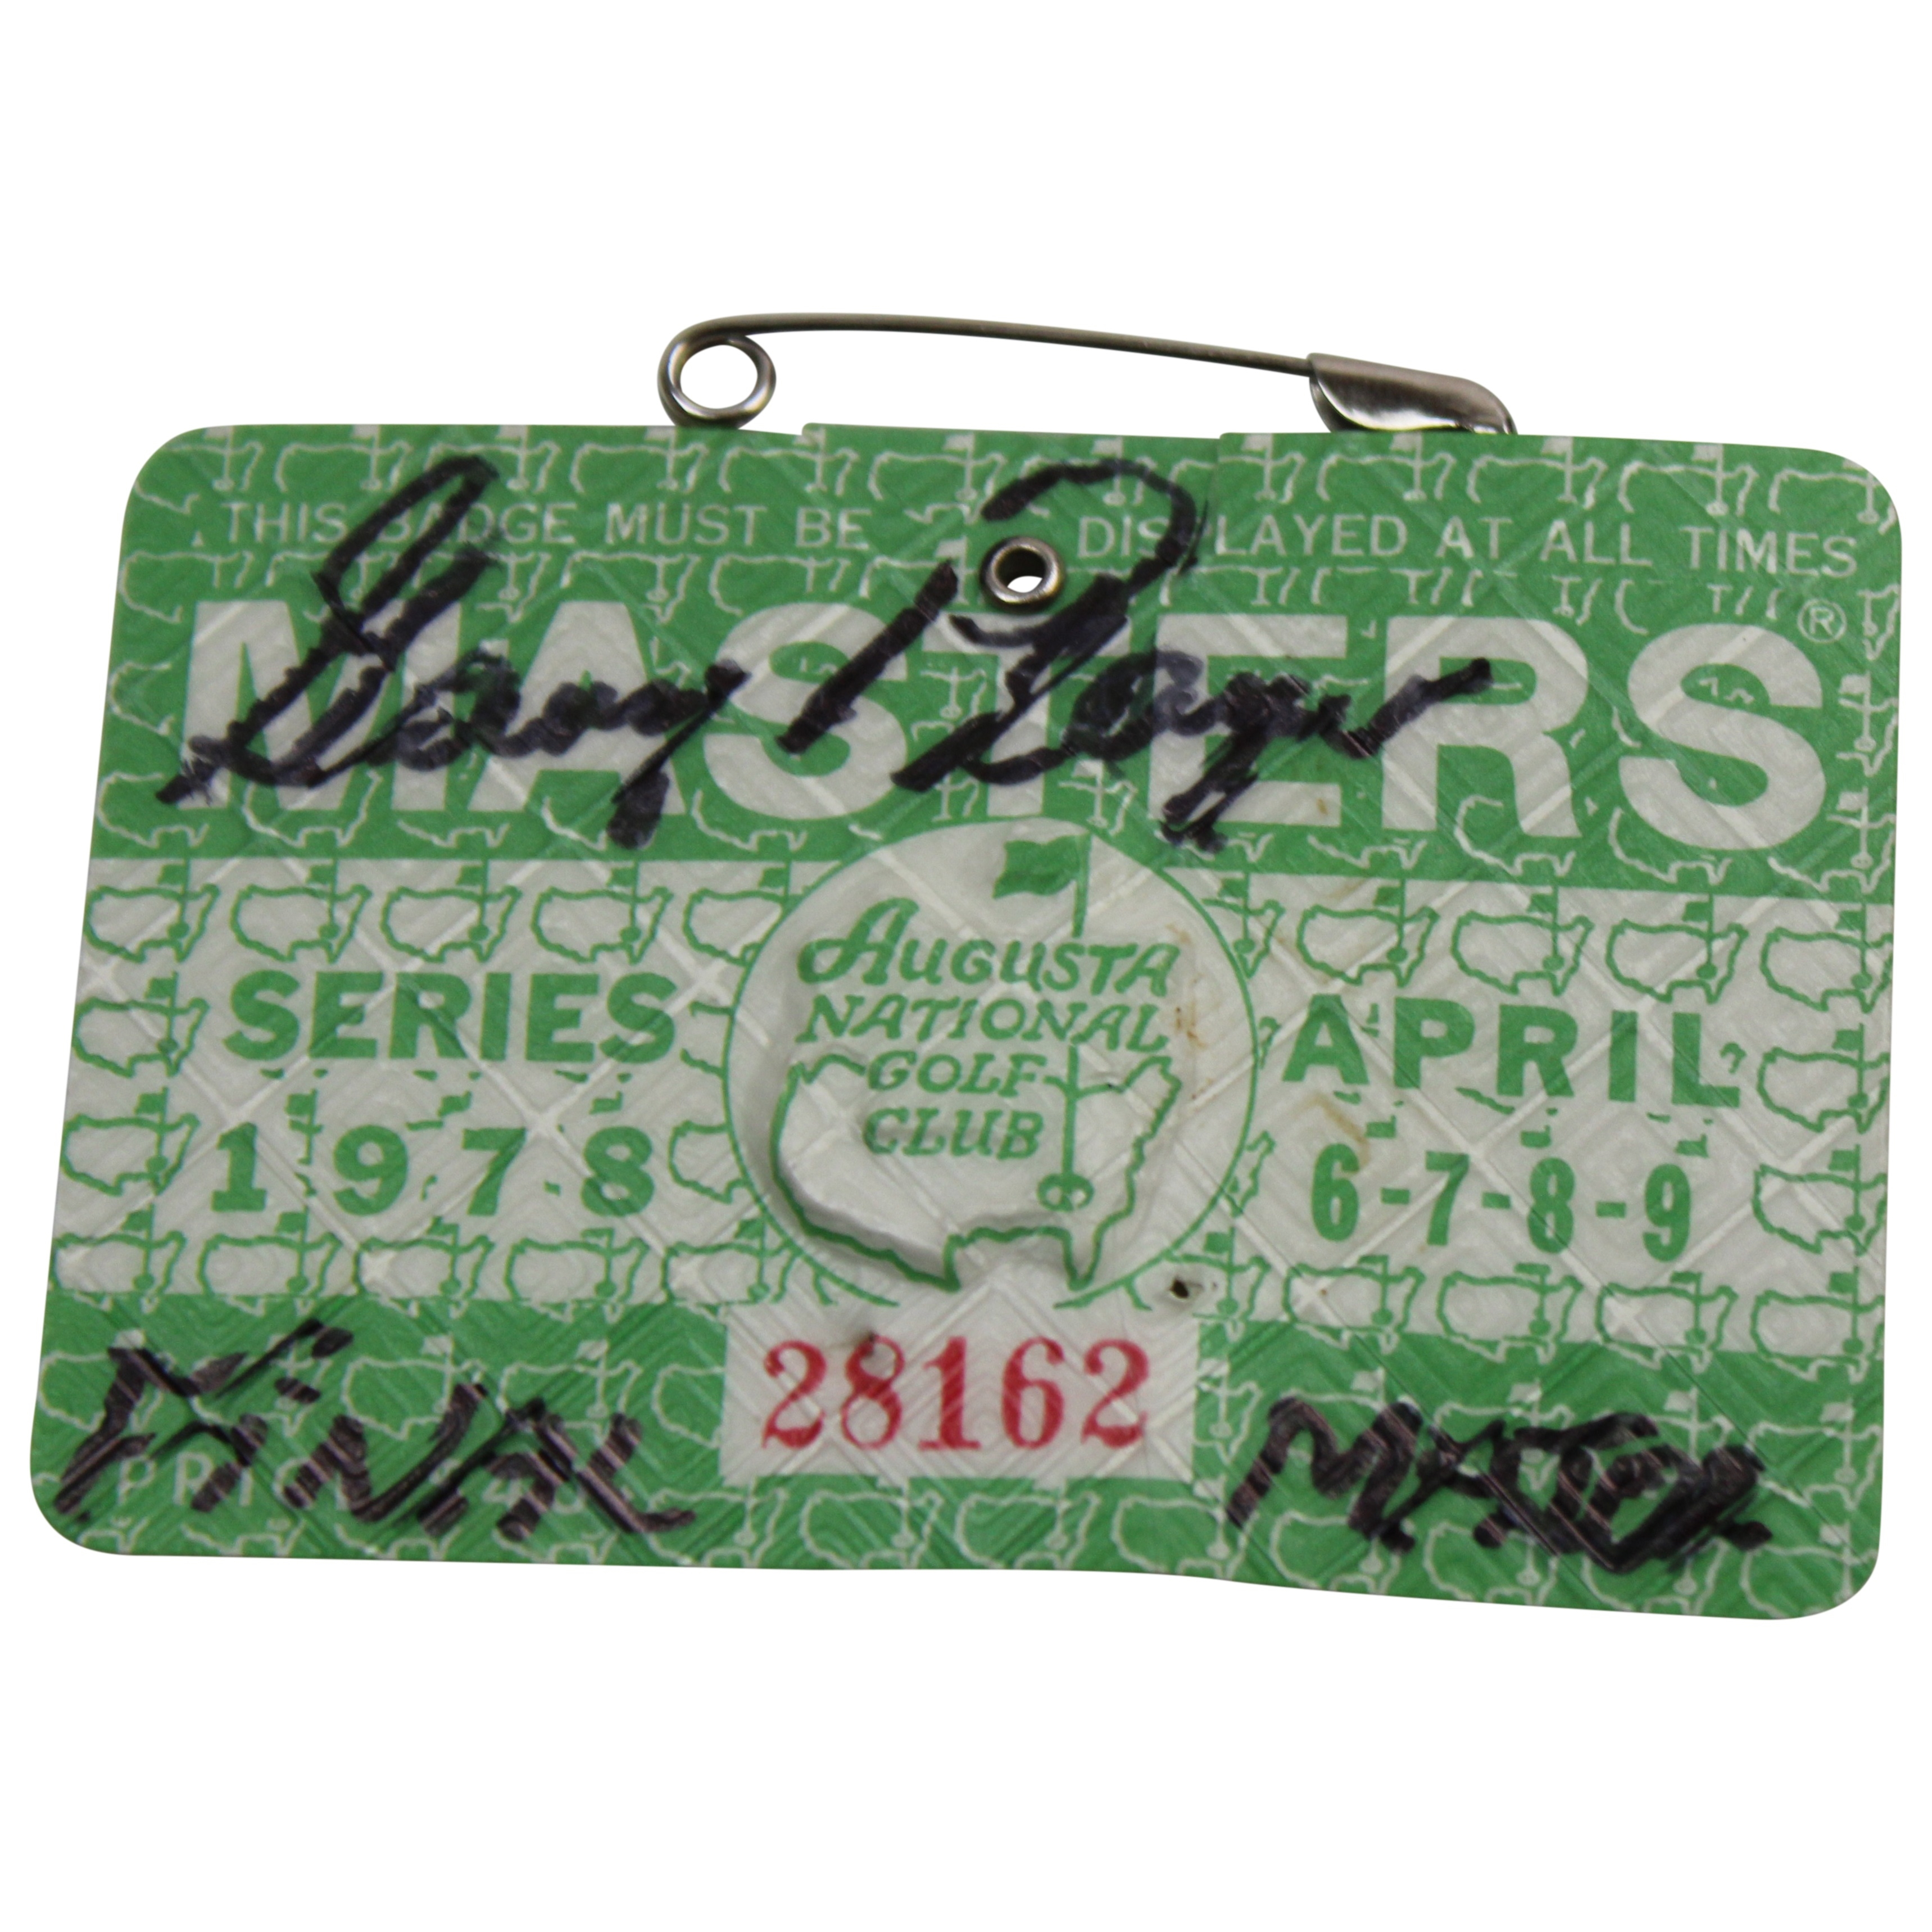 THIS BADGE MUST BE DISPLAYED AT ALL TIMES
MASTERS®
Gary Player
SERIES
1978
AUGUSTA
NATIONAL
GOLF
CLUB
APRIL
6-7-8-9
28162
FINAL
MAJOR